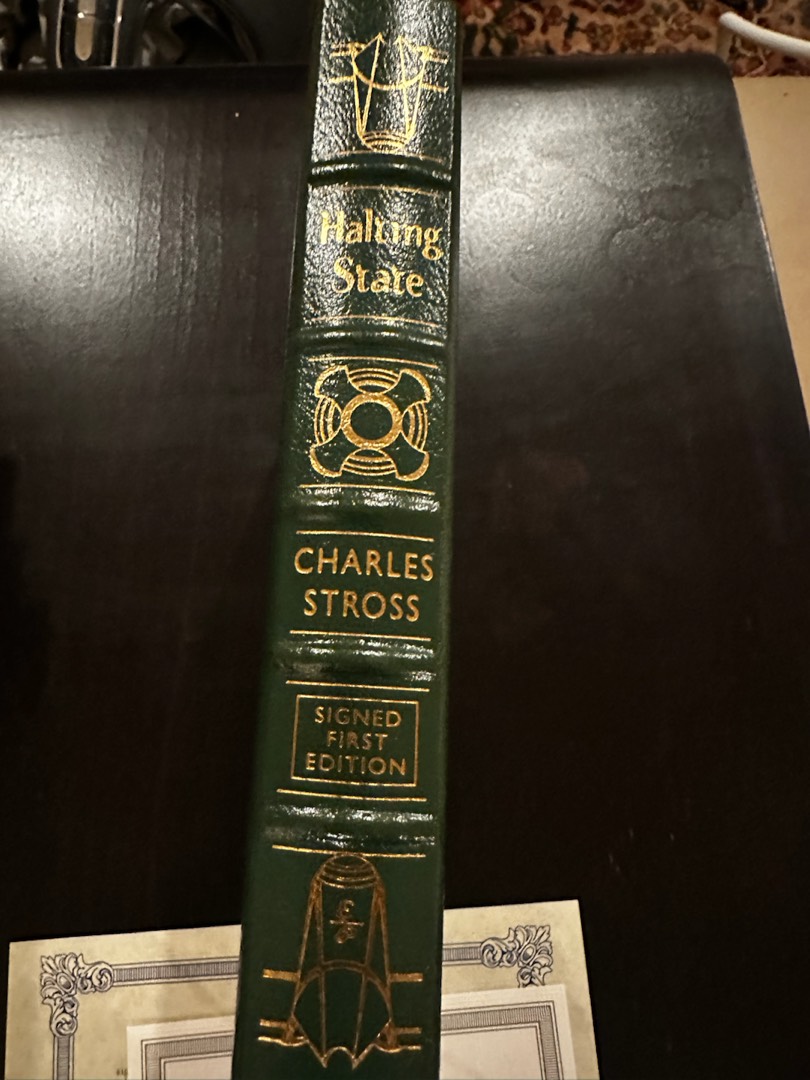 Halting
State
CHARLES
STROSS
SIGNED
FIRST
EDITION